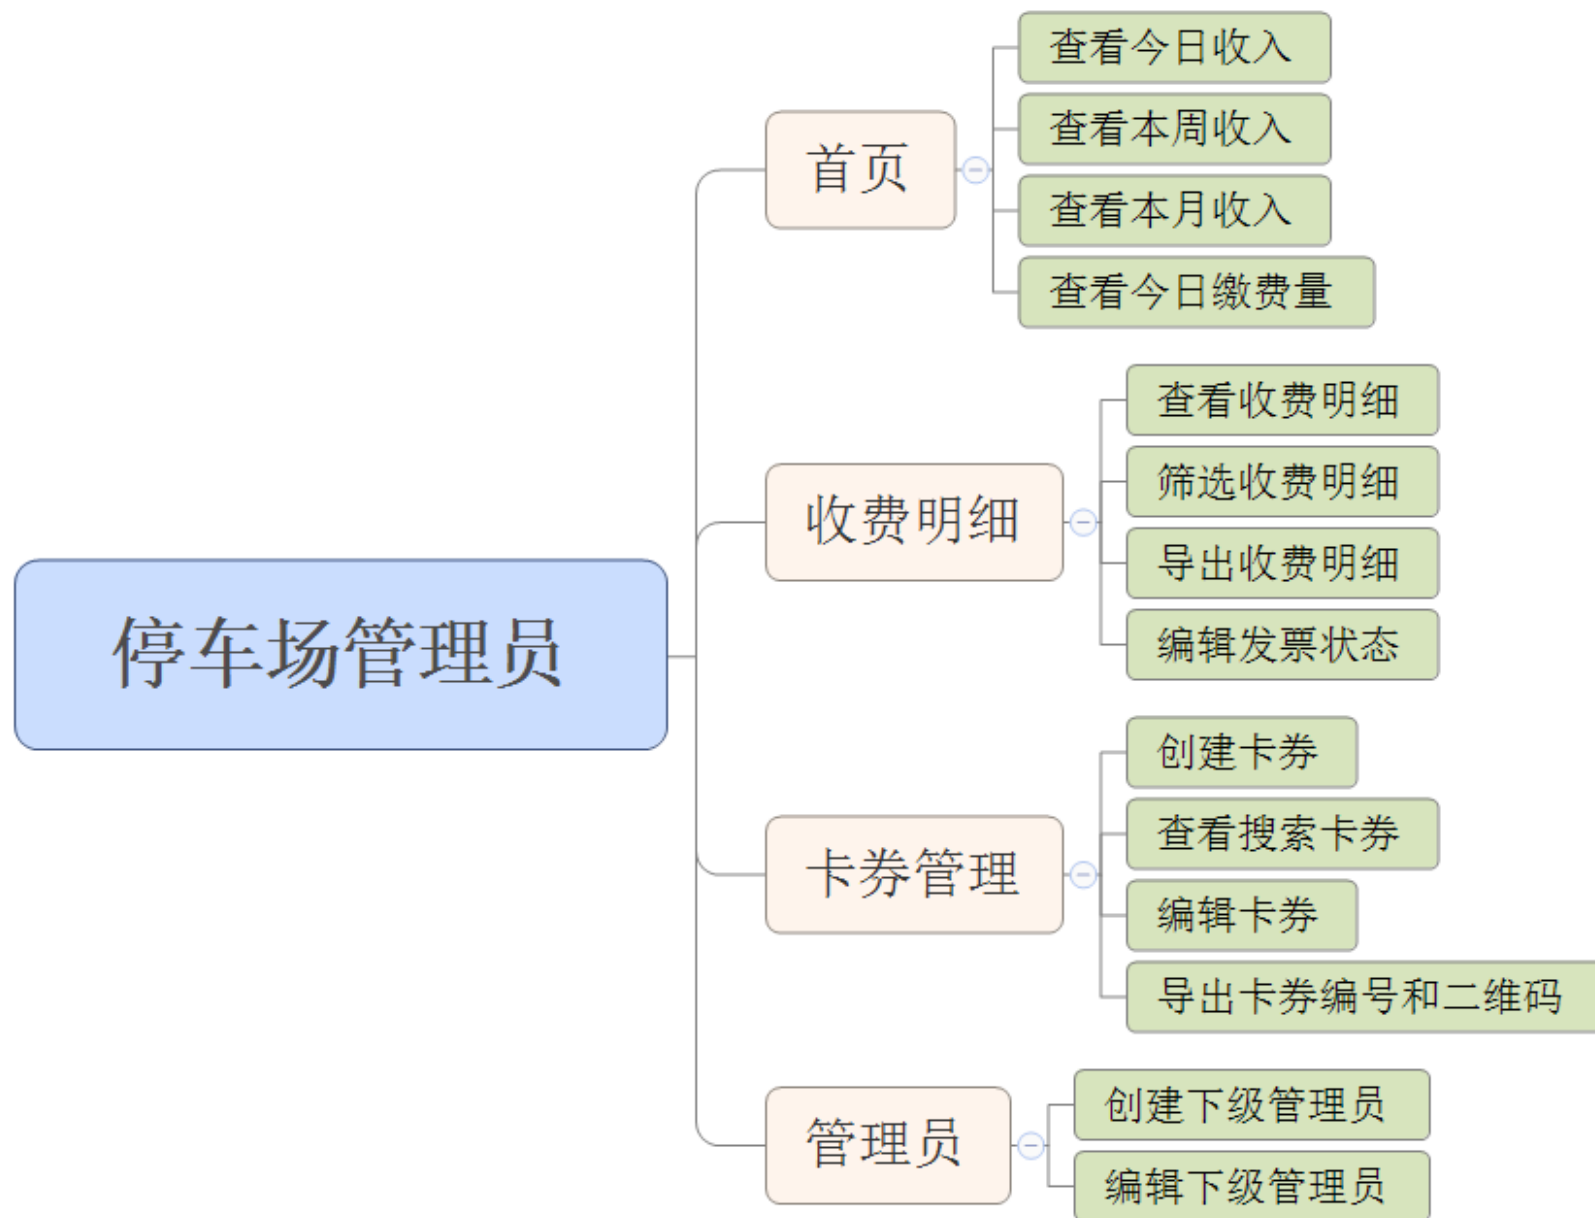 停车场管理员
首页
查看今日收入
查看本周收入
查看本月收入
查看今日缴费量
收费明细
查看收费明细
筛选收费明细
导出收费明细
编辑发票状态
卡券管理
创建卡券
查看搜索卡券
编辑卡券
导出卡券编号和二维码
管理员
创建下级管理员
编辑下级管理员